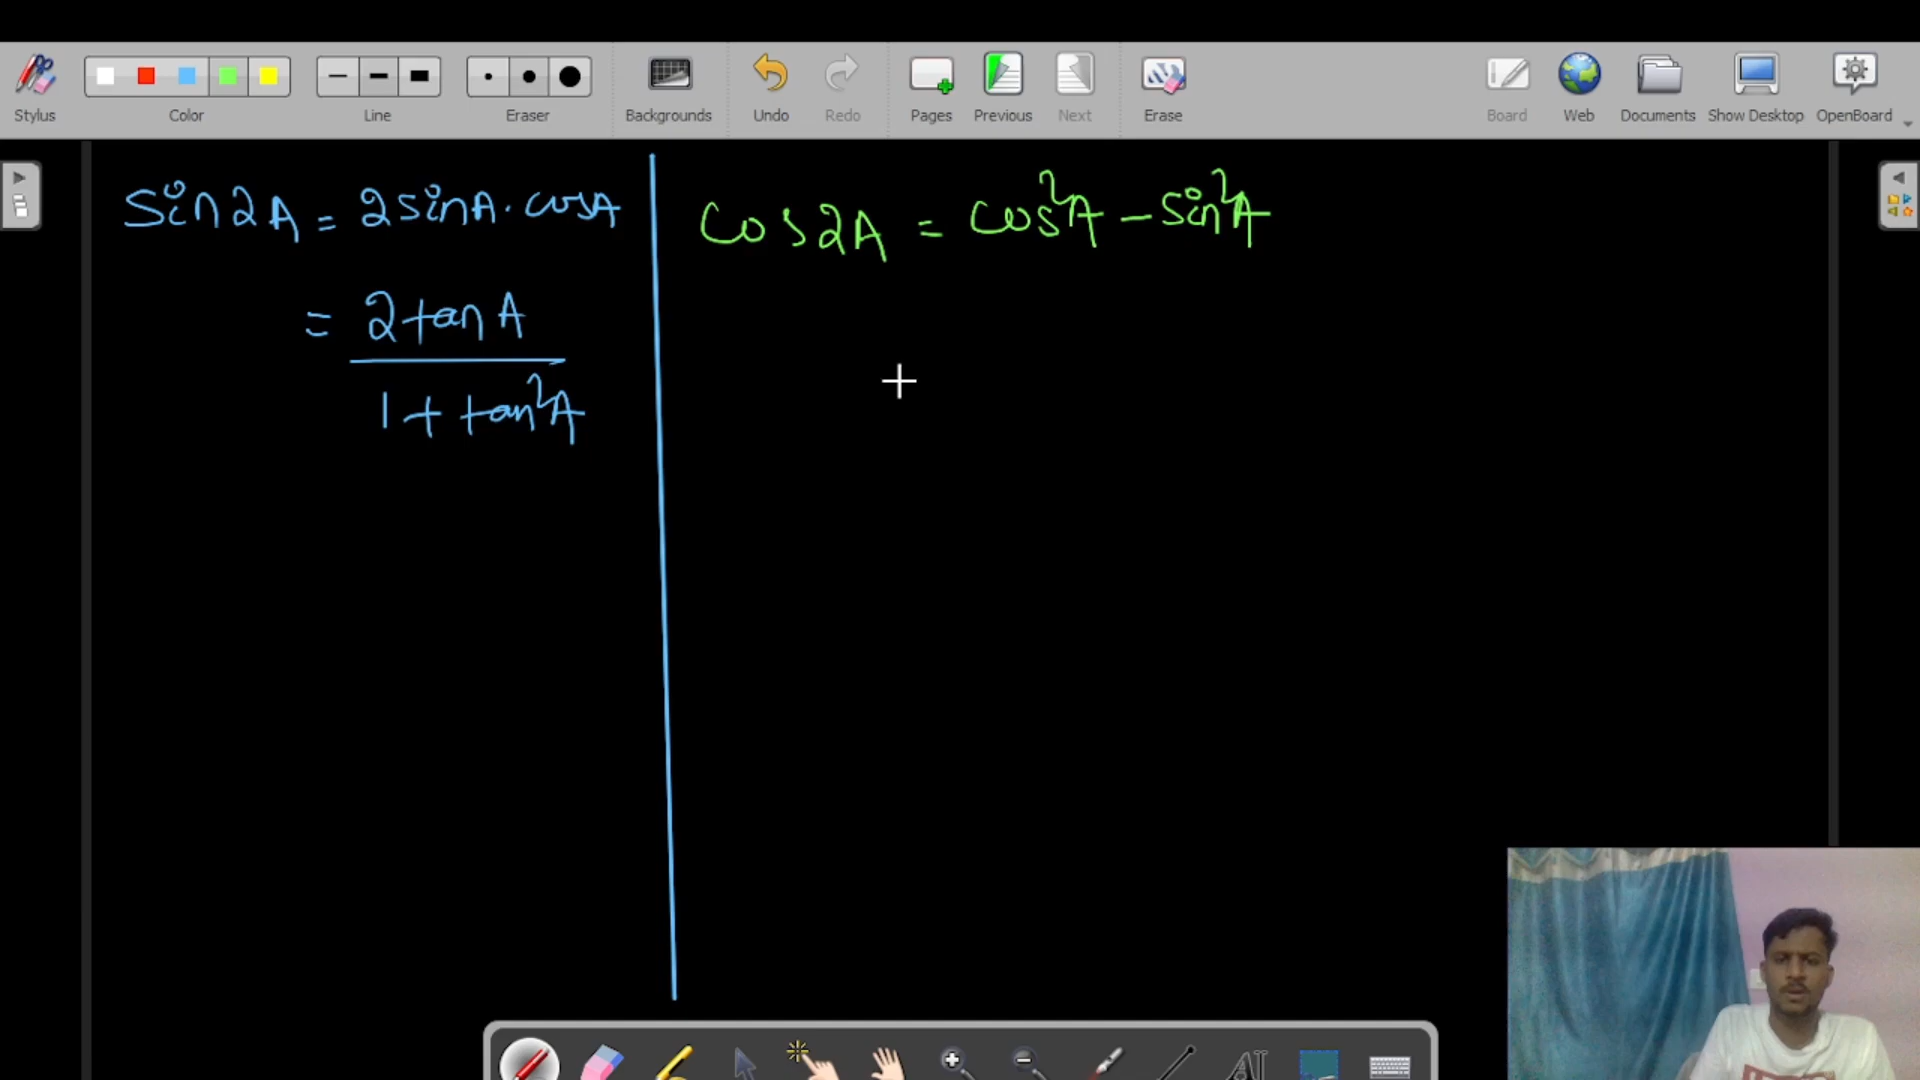 Stylus Color Line Eraser Backgrounds Undo Redo Pages Previous Next Erase Board Web Documents Show Desktop OpenBoard
sin2A = 2sinA · cosA
= 2tanA
1 + tan²A
cos2A = cos²A - sin²A